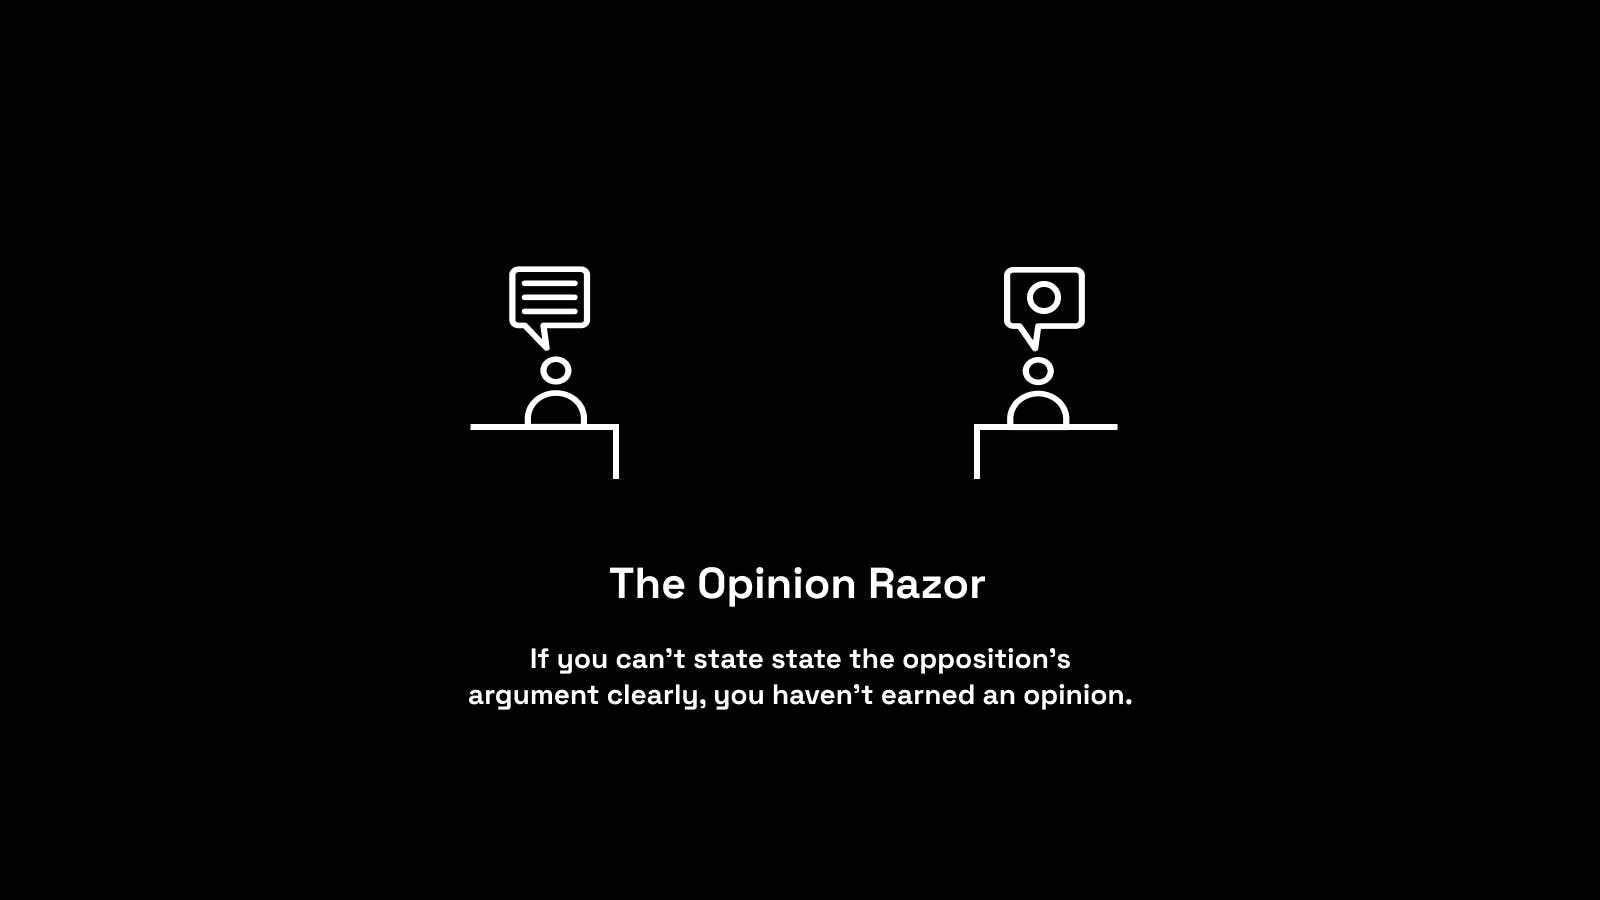 The Opinion Razor
If you can’t state state the opposition’s
argument clearly, you haven’t earned an opinion.